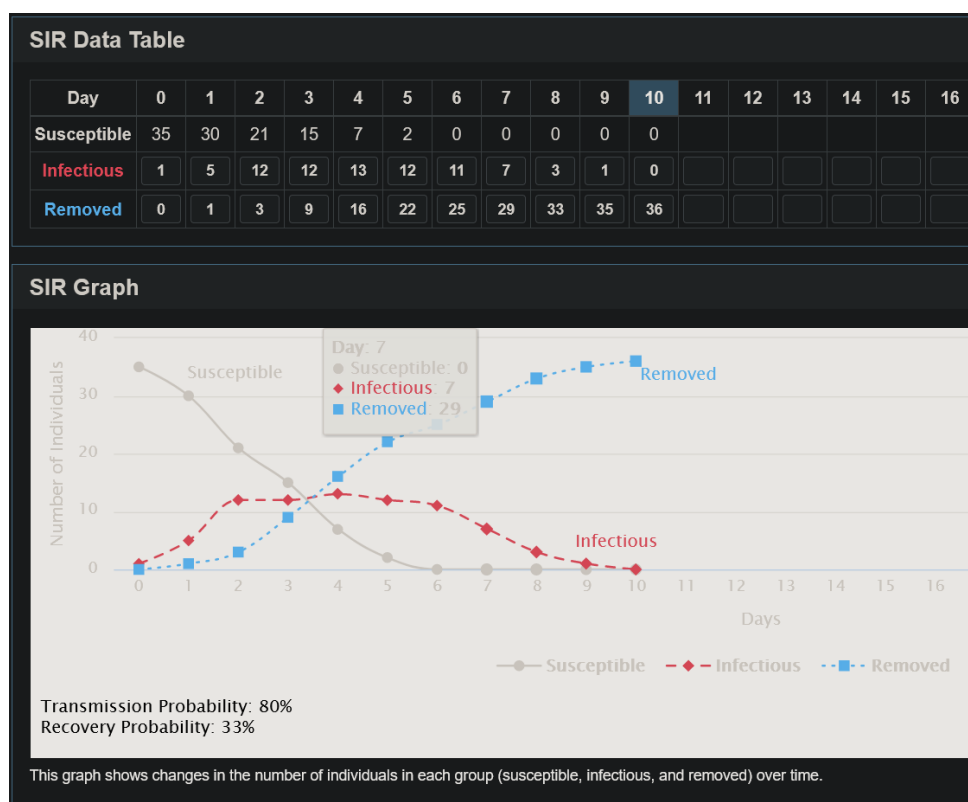 SIR Data Table
Day 0 1 2 3 4 5 6 7 8 9 10 11 12 13 14 15 16
Susceptible 35 30 21 15 7 2 0 0 0 0 0
Infectious 1 5 12 12 13 12 11 7 3 1 0
Removed 0 1 3 9 16 22 25 29 33 35 36
SIR Graph
40
30
20
10
0
Number of Individuals
Susceptible
Day: 7
Susceptible: 0
Infectious: 7
Removed: 29
Removed
Infectious
0 1 2 3 4 5 6 7 8 9 10 11 12 13 14 15 16
Days
Susceptible Infectious Removed
Transmission Probability: 80%
Recovery Probability: 33%
This graph shows changes in the number of individuals in each group (susceptible, infectious, and removed) over time.